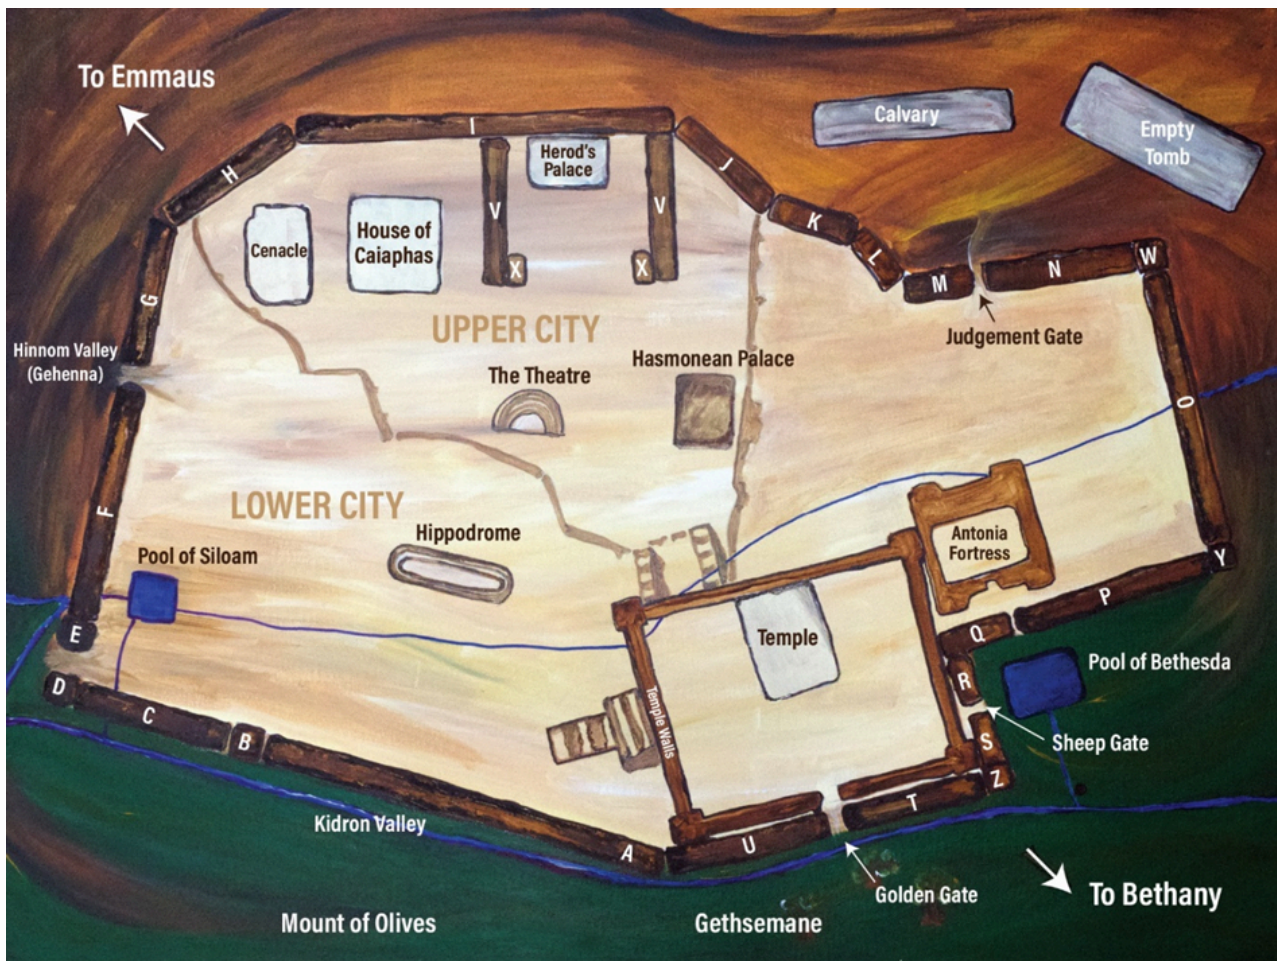 To Emmaus
Calvary
Empty
Tomb
I
Herod's
Palace
H
J
V
V
K
Cenacle
House of
Caiaphas
L
W
X
X
M
N
G
UPPER CITY
Judgement Gate
Hinnom Valley
(Gehenna)
Hasmonean Palace
The Theatre
O
LOWER CITY
F
Hippodrome
Antonia
Fortress
Pool of Siloam
Y
P
E
Temple
Q
Pool of Bethesda
D
R
C
Temple Walls
B
S
Sheep Gate
Z
T
Kidron Valley
U
A
Golden Gate
To Bethany
Mount of Olives
Gethsemane